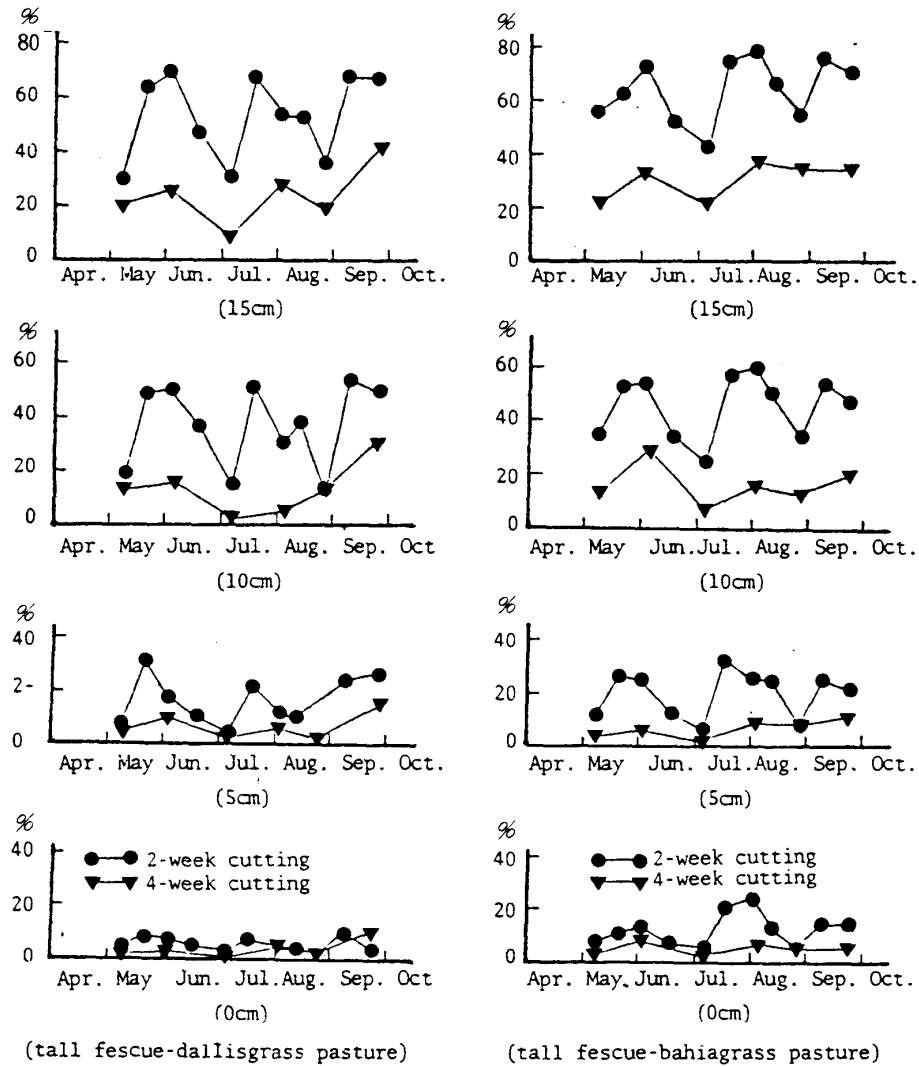 %
80
60
40
20
0
Apr. May Jun. Jul. Aug. Sep. Oct.
(15cm)
%
80
60
40
20
0
Apr. May Jun. Jul. Aug. Sep. Oct.
(15cm)
%
60
40
20
0
Apr. May Jun. Jul. Aug. Sep. Oct
(10cm)
%
60
40
20
0
Apr. May Jun. Jul. Aug. Sep. Oct.
(10cm)
%
40
2-
0
Apr. May Jun. Jul. Aug. Sep. Oct.
(5cm)
%
40
20
0
Apr. May Jun. Jul. Aug. Sep. Oct.
(5cm)
%
40
20
0
2-week cutting
4-week cutting
Apr. May Jun. Jul. Aug. Sep. Oct.
(0cm)
(tall fescue-dallisgrass pasture)
%
40
20
0
2-week cutting
4-week cutting
Apr. May. Jun. Jul. Aug. Sep. Oct.
(0cm)
(tall fescue-bahiagrass pasture)